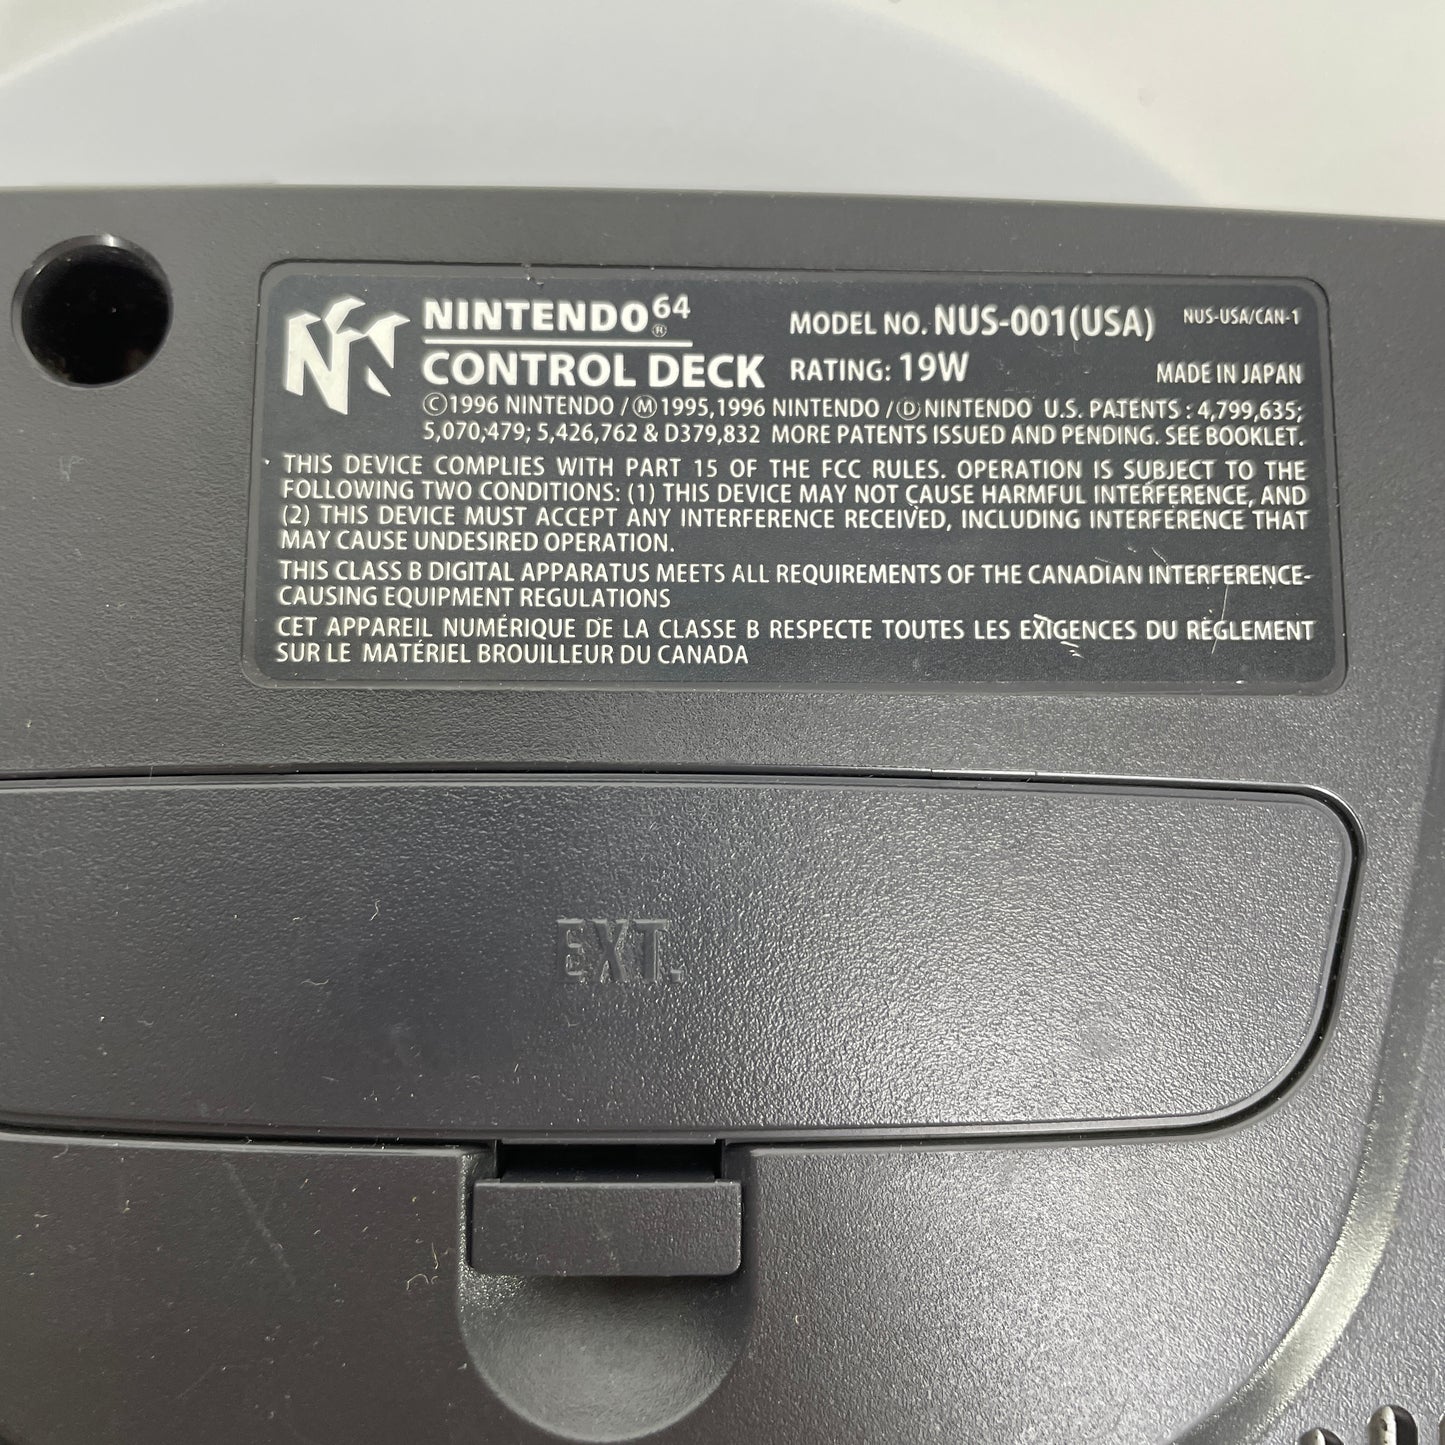 NINTENDO64®
CONTROL DECK
MODEL NO. NUS-001(USA)
NUS-USA/CAN-1
RATING: 19W
MADE IN JAPAN
©1996 NINTENDO / Ⓜ1995,1996 NINTENDO / ⒹNINTENDO U.S. PATENTS : 4,799,635;
5,070,479; 5,426,762 & D379,832 MORE PATENTS ISSUED AND PENDING. SEE BOOKLET.
THIS DEVICE COMPLIES WITH PART 15 OF THE FCC RULES. OPERATION IS SUBJECT TO THE
FOLLOWING TWO CONDITIONS: (1) THIS DEVICE MAY NOT CAUSE HARMFUL INTERFERENCE, AND
(2) THIS DEVICE MUST ACCEPT ANY INTERFERENCE RECEIVED, INCLUDING INTERFERENCE THAT
MAY CAUSE UNDESIRED OPERATION.
THIS CLASS B DIGITAL APPARATUS MEETS ALL REQUIREMENTS OF THE CANADIAN INTERFERENCE-
CAUSING EQUIPMENT REGULATIONS
CET APPAREIL NUMÉRIQUE DE LA CLASSE B RESPECTE TOUTES LES EXIGENCES DU RÈGLEMENT
SUR LE MATÉRIEL BROUILLEUR DU CANADA
EXT.